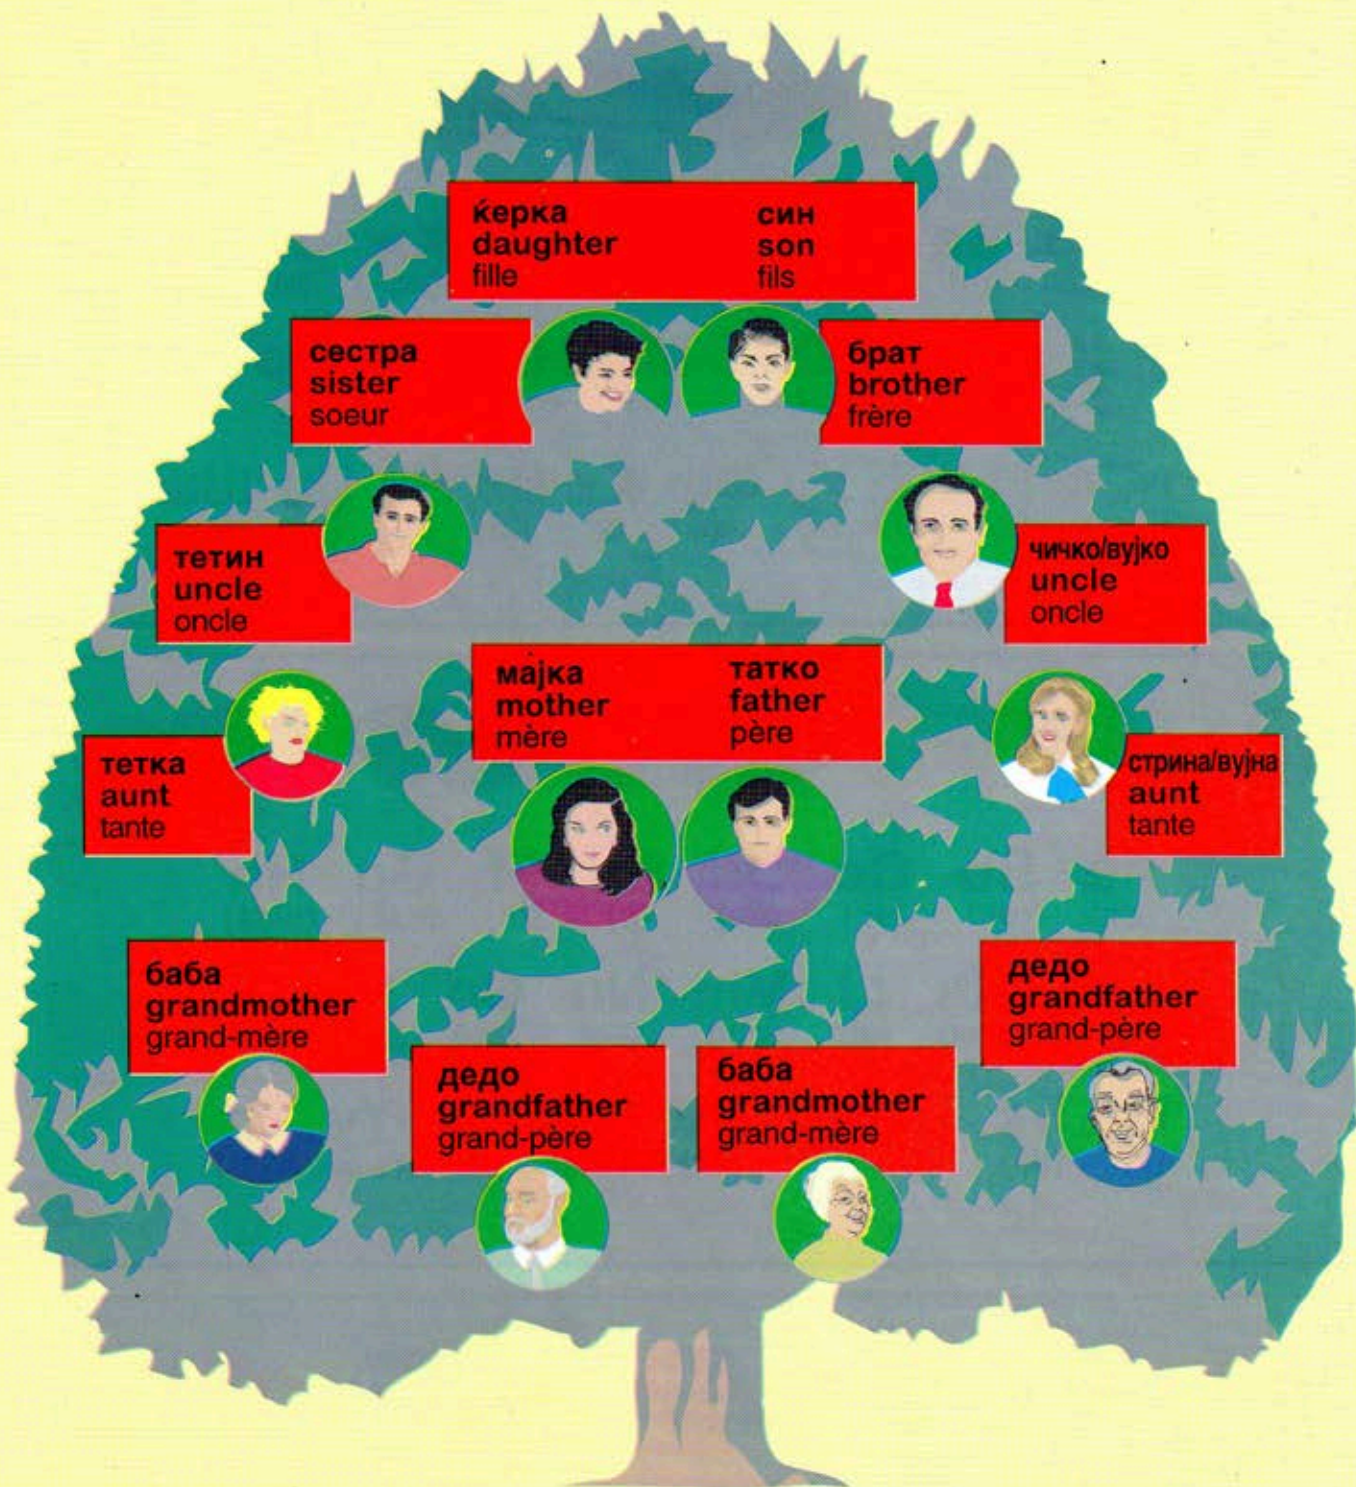 ќерка
daughter
fille
син
son
fils
сестра
sister
soeur
брат
brother
frère
тетин
uncle
oncle
чичко/вујко
uncle
oncle
мајка
mother
mère
татко
father
père
тетка
aunt
tante
стрина/вујна
aunt
tante
баба
grandmother
grand-mère
дедо
grandfather
grand-père
дедо
grandfather
grand-père
баба
grandmother
grand-mère